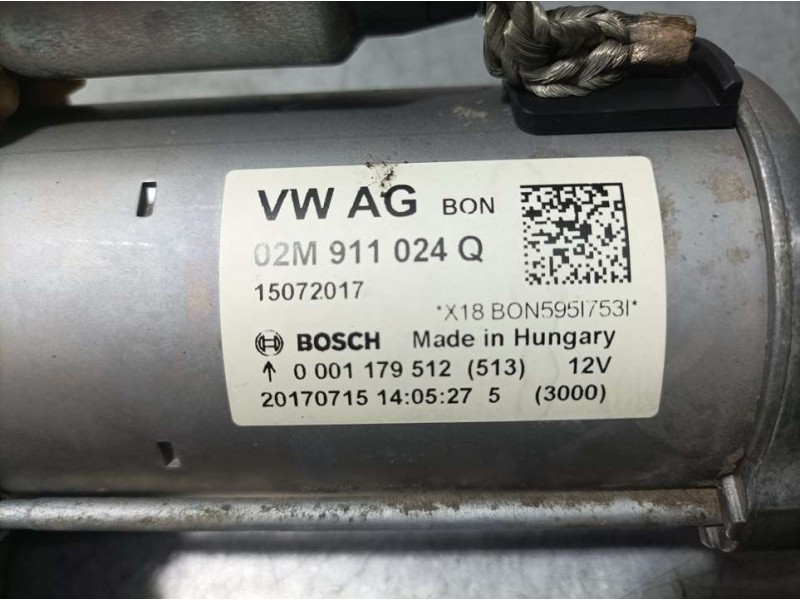 VW AG BON
02M 911 024 Q
15072017
*X18 BON5951753I*
BOSCH Made in Hungary
↑ 0 001 179 512 (513) 12V
20170715 14:05:27 5 (3000)